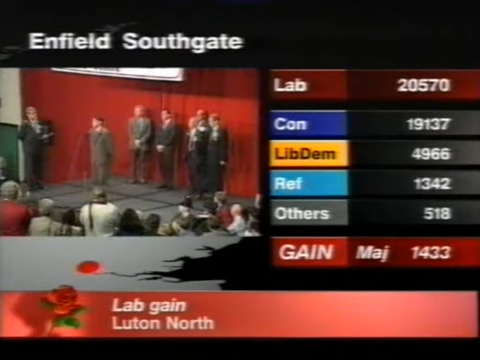 Enfield Southgate
Lab 20570
Con 19137
LibDem 4966
Ref 1342
Others 518
GAIN Maj 1433
Lab gain
Luton North